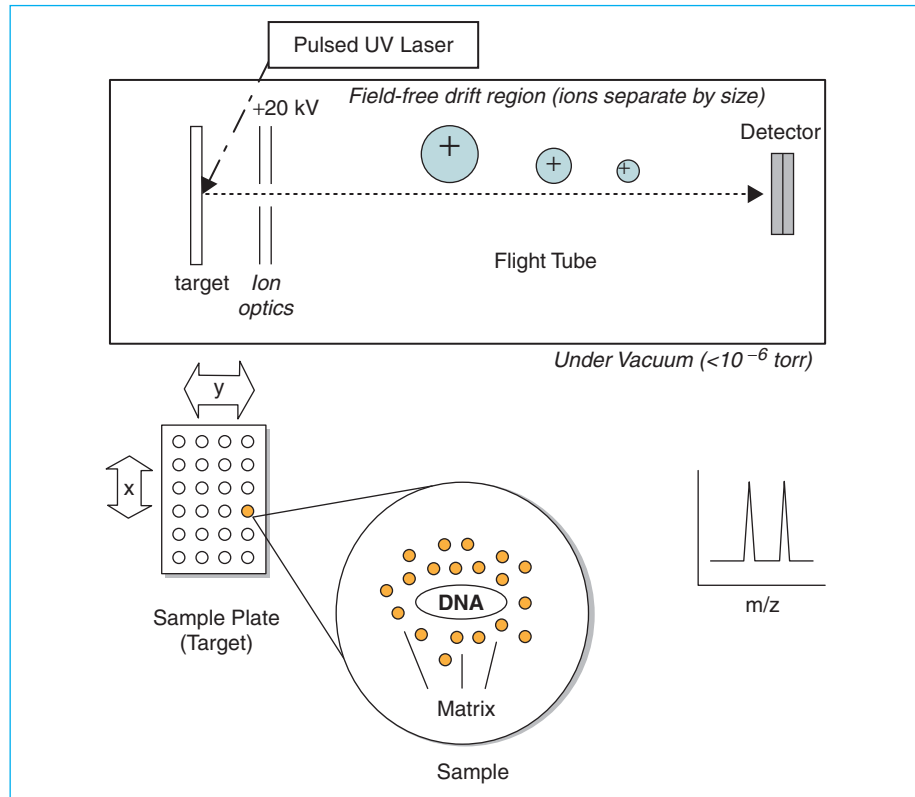 Pulsed UV Laser
Field-free drift region (ions separate by size)
+20 kV
Detector
+
+
+
target
Ion
optics
Flight Tube
Under Vacuum (<10 −6 torr)
y
x
DNA
Matrix
Sample Plate
(Target)
Sample
m/z